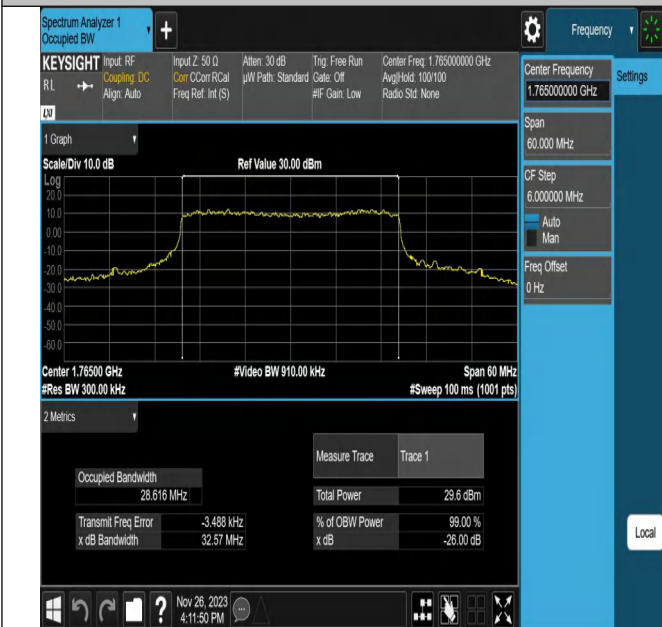 Spectrum Analyzer 1
Occupied BW
Frequency
KEYSIGHT
RL
LXI
Input: RF
Coupling: DC
Align: Auto
Input Z: 50 Ω
Corr CCorr RCal
Freq Ref: Int (S)
Atten: 30 dB
µW Path: Standard
Trig: Free Run
Gate: Off
#IF Gain: Low
Center Freq: 1.765000000 GHz
Avg|Hold: 100/100
Radio Std: None
Center Frequency
1.765000000 GHz
Settings
Span
60.000 MHz
CF Step
6.000000 MHz
Auto
Man
Freq Offset
0 Hz
1 Graph
Scale/Div 10.0 dB
Ref Value 30.00 dBm
Log
20.0
10.0
0.00
-10.0
-20.0
-30.0
-40.0
-50.0
-60.0
Center 1.76500 GHz
#Video BW 910.00 kHz
Span 60 MHz
#Res BW 300.00 kHz
#Sweep 100 ms (1001 pts)
2 Metrics
Measure Trace
Trace 1
Occupied Bandwidth
28.616 MHz
Total Power
29.6 dBm
Transmit Freq Error
-3.488 kHz
% of OBW Power
99.00 %
x dB Bandwidth
32.57 MHz
x dB
-26.00 dB
Local
Nov 26, 2023
4:11:50 PM